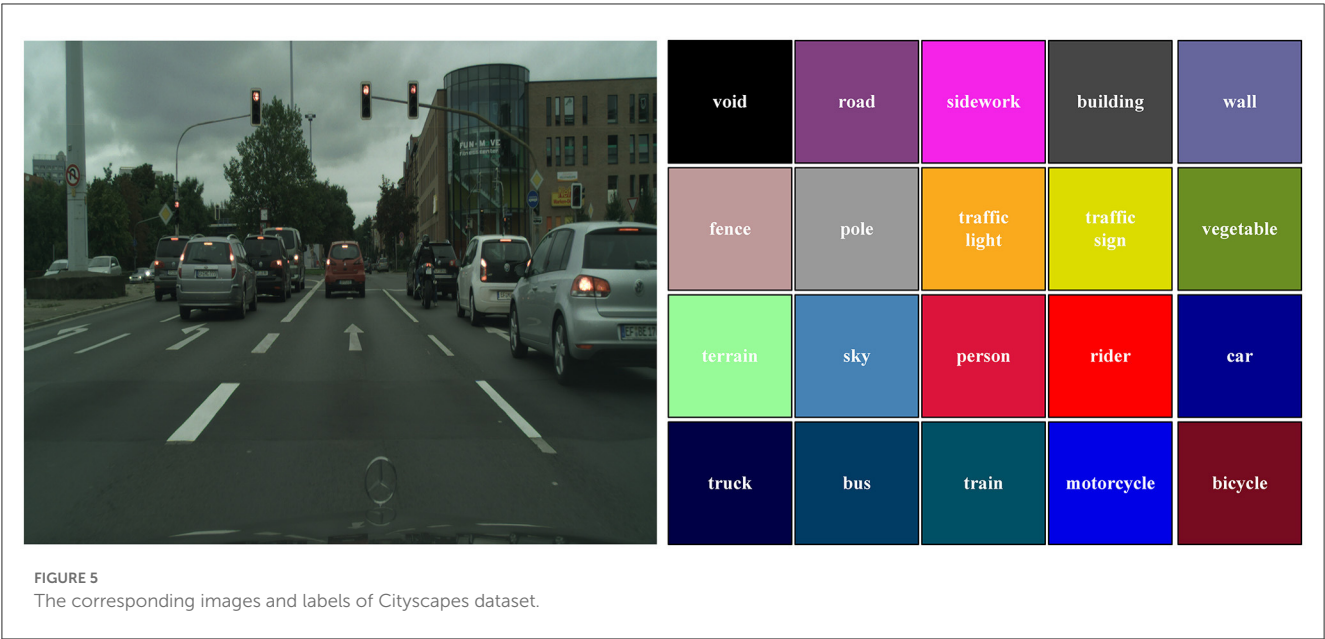 void road sidework building wall
fence pole traffic light traffic sign vegetable
terrain sky person rider car
truck bus train motorcycle bicycle
FIGURE 5
The corresponding images and labels of Cityscapes dataset.